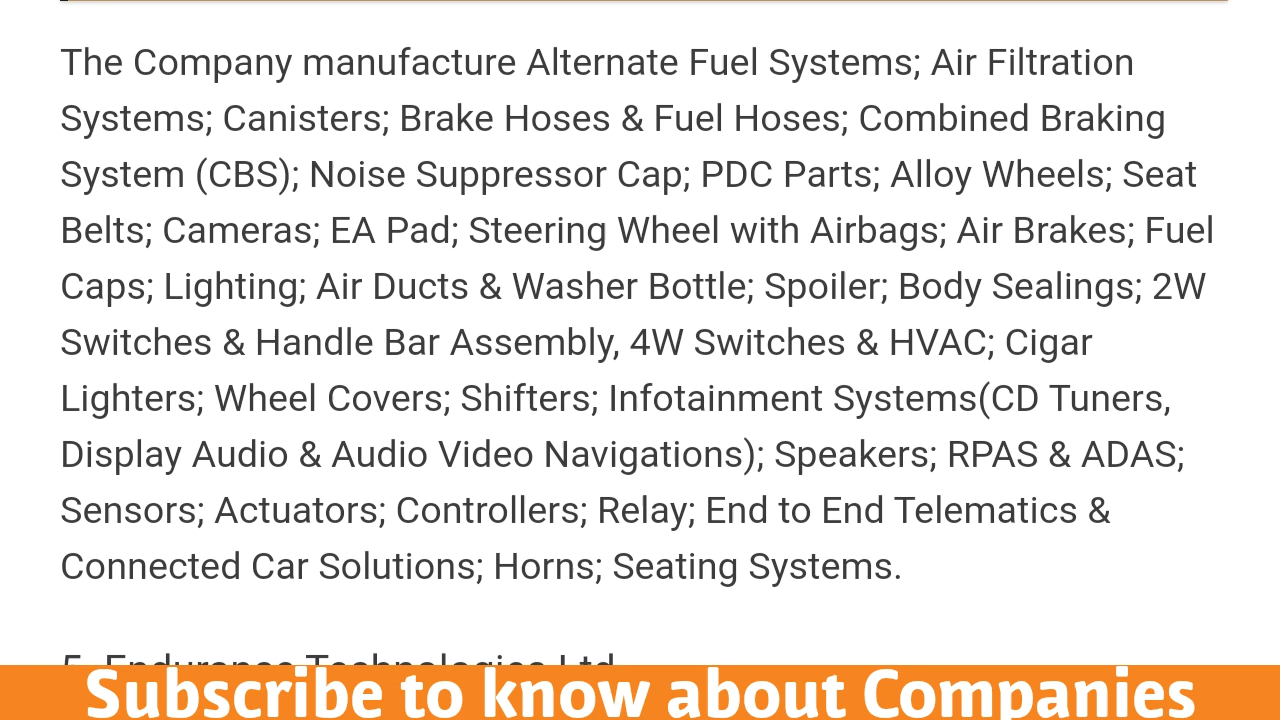 The Company manufacture Alternate Fuel Systems; Air Filtration
Systems; Canisters; Brake Hoses & Fuel Hoses; Combined Braking
System (CBS); Noise Suppressor Cap; PDC Parts; Alloy Wheels; Seat
Belts; Cameras; EA Pad; Steering Wheel with Airbags; Air Brakes; Fuel
Caps; Lighting; Air Ducts & Washer Bottle; Spoiler; Body Sealings; 2W
Switches & Handle Bar Assembly, 4W Switches & HVAC; Cigar
Lighters; Wheel Covers; Shifters; Infotainment Systems(CD Tuners,
Display Audio & Audio Video Navigations); Speakers; RPAS & ADAS;
Sensors; Actuators; Controllers; Relay; End to End Telematics &
Connected Car Solutions; Horns; Seating Systems.
5. Endurance Technologies Ltd
Subscribe to know about Companies